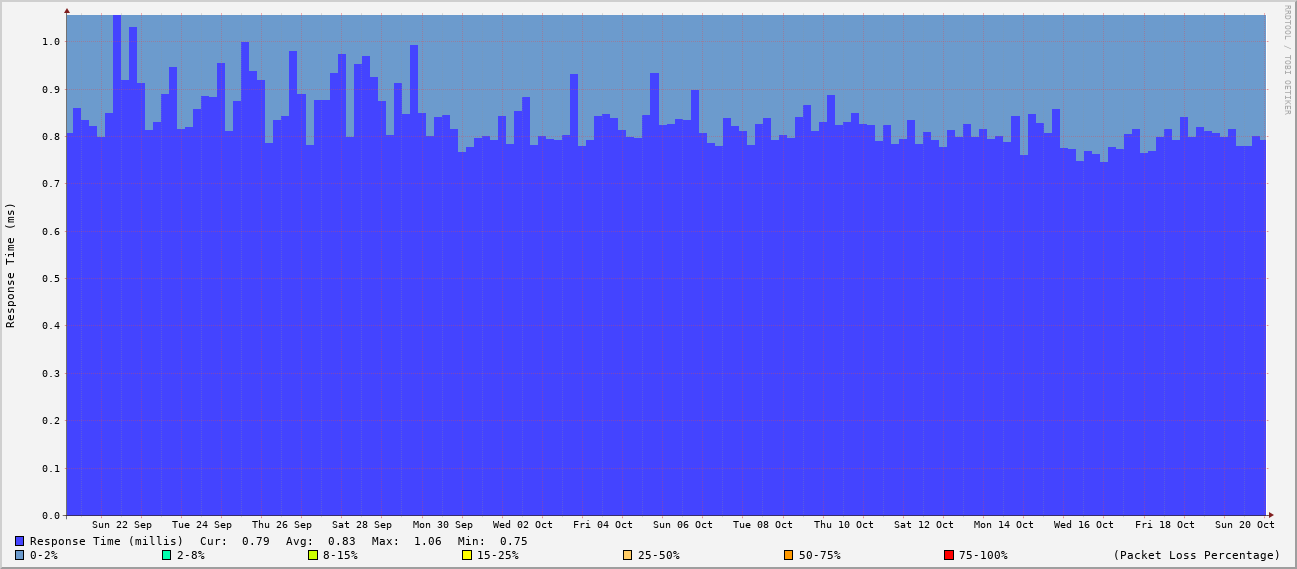 RRDTOOL / TOBI OETIKER
Response Time (ms)
1.0
0.9
0.8
0.7
0.6
0.5
0.4
0.3
0.2
0.1
0.0
Sun 22 Sep Tue 24 Sep Thu 26 Sep Sat 28 Sep Mon 30 Sep Wed 02 Oct Fri 04 Oct Sun 06 Oct Tue 08 Oct Thu 10 Oct Sat 12 Oct Mon 14 Oct Wed 16 Oct Fri 18 Oct Sun 20 Oct
Response Time (millis) Cur: 0.79 Avg: 0.83 Max: 1.06 Min: 0.75
0-2% 2-8% 8-15% 15-25% 25-50% 50-75% 75-100% (Packet Loss Percentage)